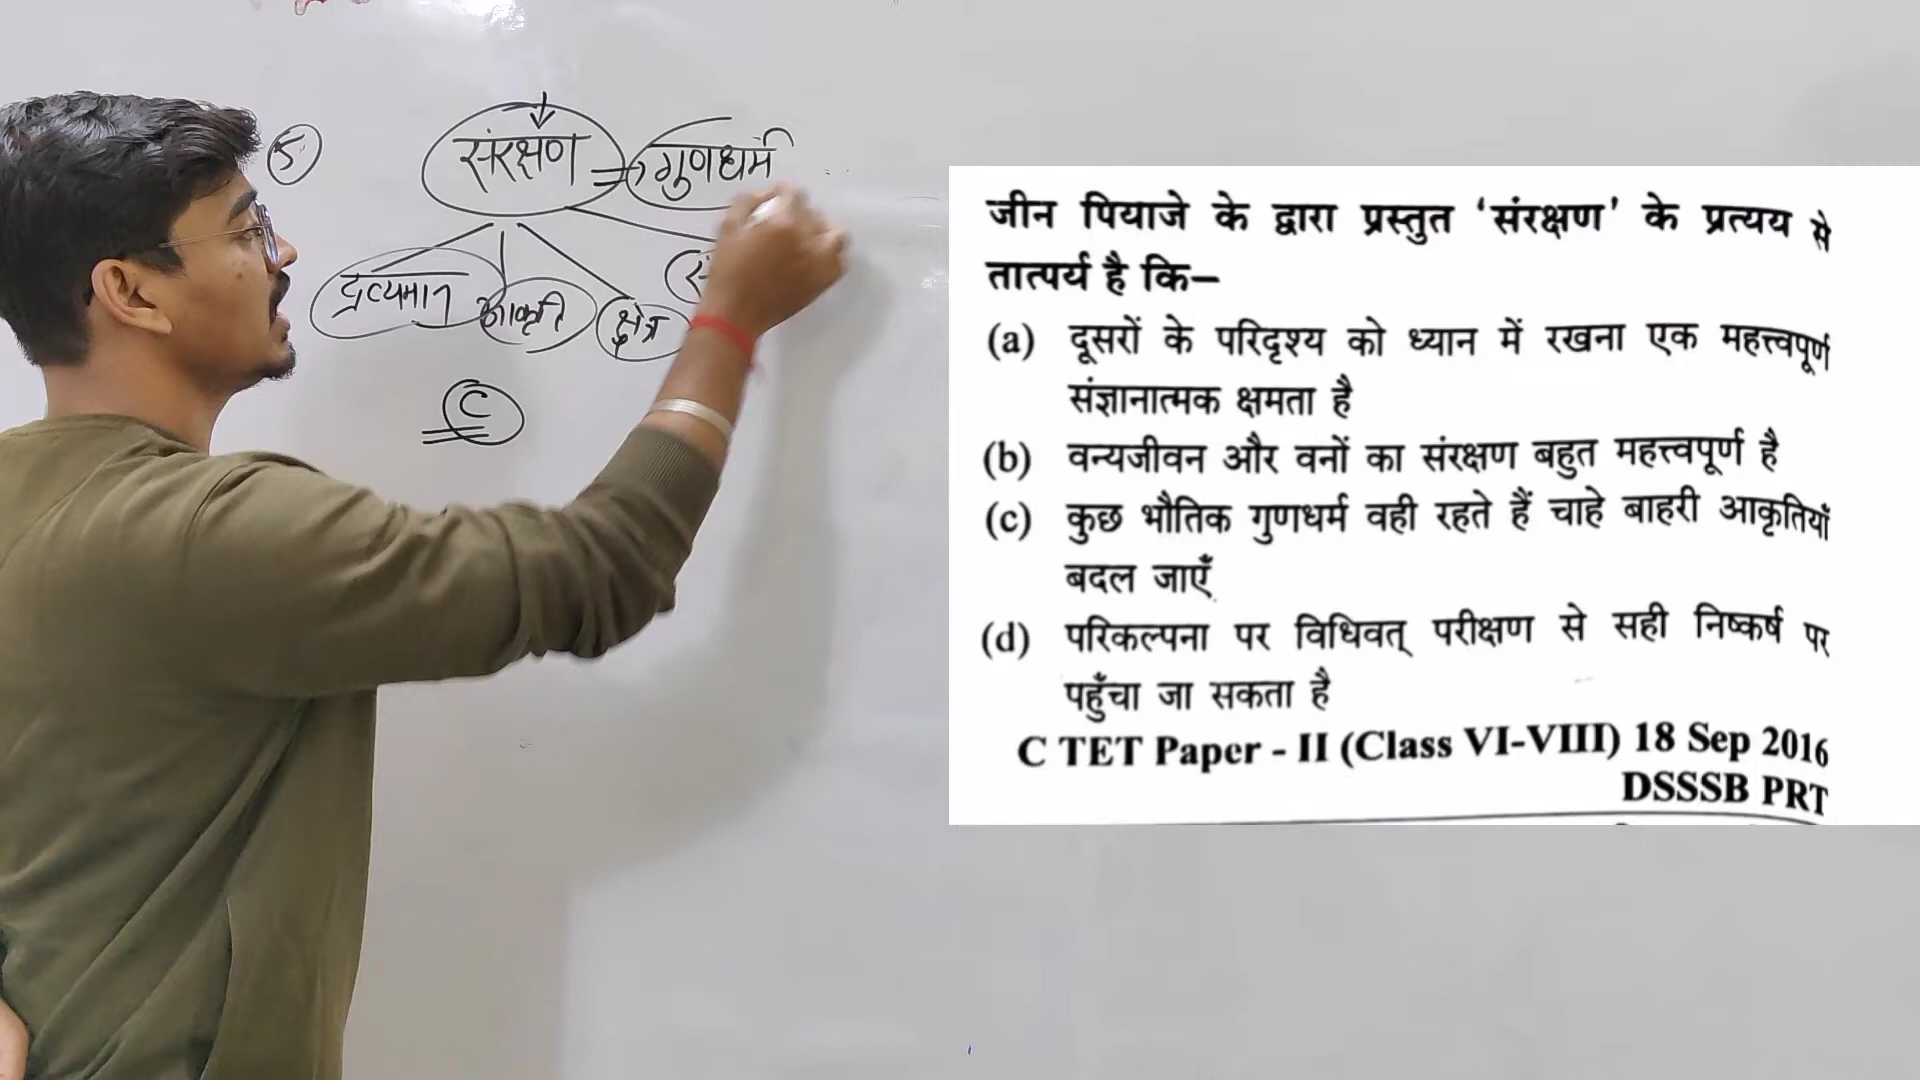 5
संरक्षण → गुणधर्म
द्रव्यमान आकृति क्षेत्र
C
जीन पियाजे के द्वारा प्रस्तुत ‘संरक्षण’ के प्रत्यय से
तात्पर्य है कि–
(a) दूसरों के परिदृश्य को ध्यान में रखना एक महत्त्वपूर्ण
संज्ञानात्मक क्षमता है
(b) वन्यजीवन और वनों का संरक्षण बहुत महत्त्वपूर्ण है
(c) कुछ भौतिक गुणधर्म वही रहते हैं चाहे बाहरी आकृतियाँ
बदल जाएँ
(d) परिकल्पना पर विधिवत् परीक्षण से सही निष्कर्ष पर
पहुँचा जा सकता है
C TET Paper - II (Class VI-VIII) 18 Sep 2016
DSSSB PRT